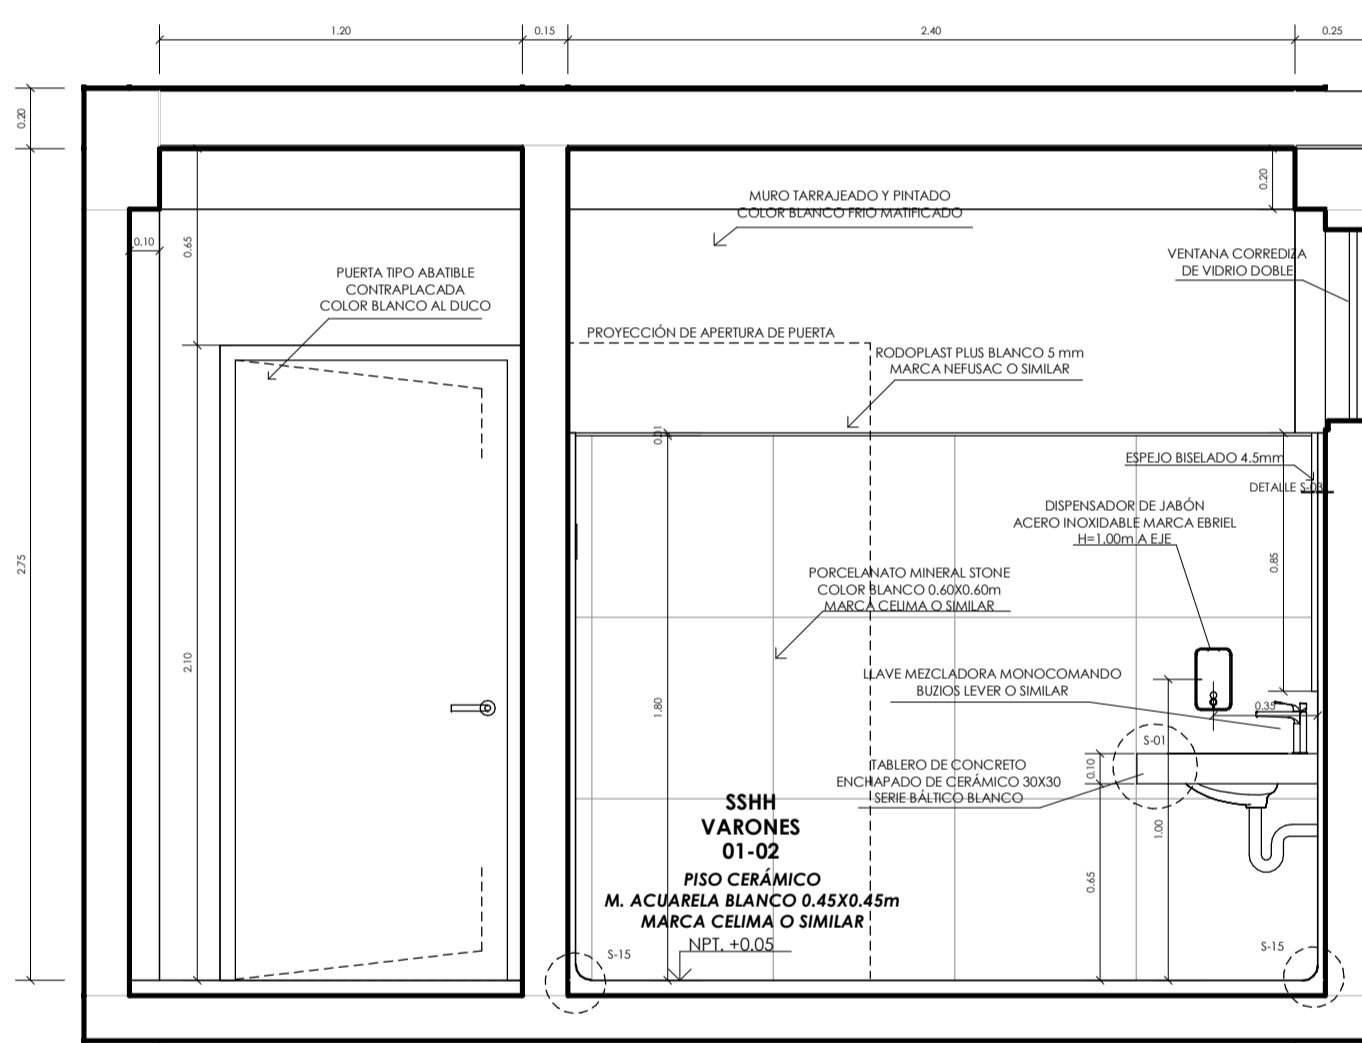 1.20
0.15
2.40
0.25
0.20
2.75
0.10
0.65
2.10
PUERTA TIPO ABATIBLE
CONTRAPLACADA
COLOR BLANCO AL DUCO
MURO TARRAJEADO Y PINTADO
COLOR BLANCO FRIO MATIFICADO
0.20
VENTANA CORREDIZA
DE VIDRIO DOBLE
PROYECCIÓN DE APERTURA DE PUERTA
RODOPLAST PLUS BLANCO 5 mm
MARCA NEFUSAC O SIMILAR
0.01
ESPEJO BISELADO 4.5mm
DETALLE S-03
DISPENSADOR DE JABÓN
ACERO INOXIDABLE MARCA EBRIEL
H=1.00m A EJE
0.85
PORCELANATO MINERAL STONE
COLOR BLANCO 0.60X0.60m
MARCA CELIMA O SIMILAR
LLAVE MEZCLADORA MONOCOMANDO
BUZIOS LEVER O SIMILAR
0.35
1.80
S-01
TABLERO DE CONCRETO
ENCHAPADO DE CERÁMICO 30X30
SERIE BÁLTICO BLANCO
0.10
1.00
0.65
SSHH
VARONES
01-02
PISO CERÁMICO
M. ACUARELA BLANCO 0.45X0.45m
MARCA CELIMA O SIMILAR
NPT. +0.05
S-15
S-15